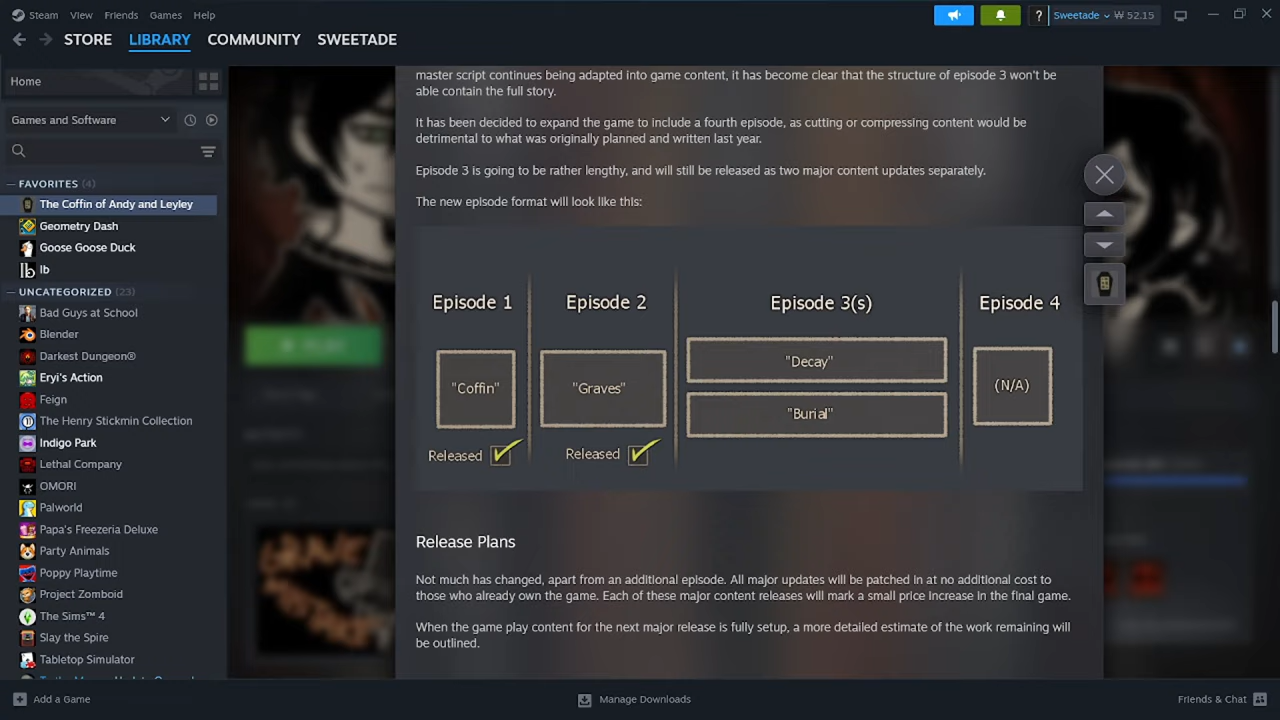 Steam View Friends Games Help
? Sweetade ₩ 52.15
STORE LIBRARY COMMUNITY SWEETADE
Home
Games and Software
FAVORITES (4)
The Coffin of Andy and Leyley
Geometry Dash
Goose Goose Duck
Ib
UNCATEGORIZED (23)
Bad Guys at School
Blender
Darkest Dungeon®
Eryi's Action
Feign
The Henry Stickmin Collection
Indigo Park
Lethal Company
OMORI
Palworld
Papa's Freezeria Deluxe
Party Animals
Poppy Playtime
Project Zomboid
The Sims™ 4
Slay the Spire
Tabletop Simulator
master script continues being adapted into game content, it has become clear that the structure of episode 3 won't be
able contain the full story.
It has been decided to expand the game to include a fourth episode, as cutting or compressing content would be
detrimental to what was originally planned and written last year.
Episode 3 is going to be rather lengthy, and will still be released as two major content updates separately.
The new episode format will look like this:
Episode 1 Episode 2 Episode 3(s) Episode 4
"Coffin" "Graves" "Decay" (N/A)
"Burial"
Released Released
Release Plans
Not much has changed, apart from an additional episode. All major updates will be patched in at no additional cost to
those who already own the game. Each of these major content releases will mark a small price increase in the final game.
When the game play content for the next major release is fully setup, a more detailed estimate of the work remaining will
be outlined.
Add a Game Manage Downloads Friends & Chat